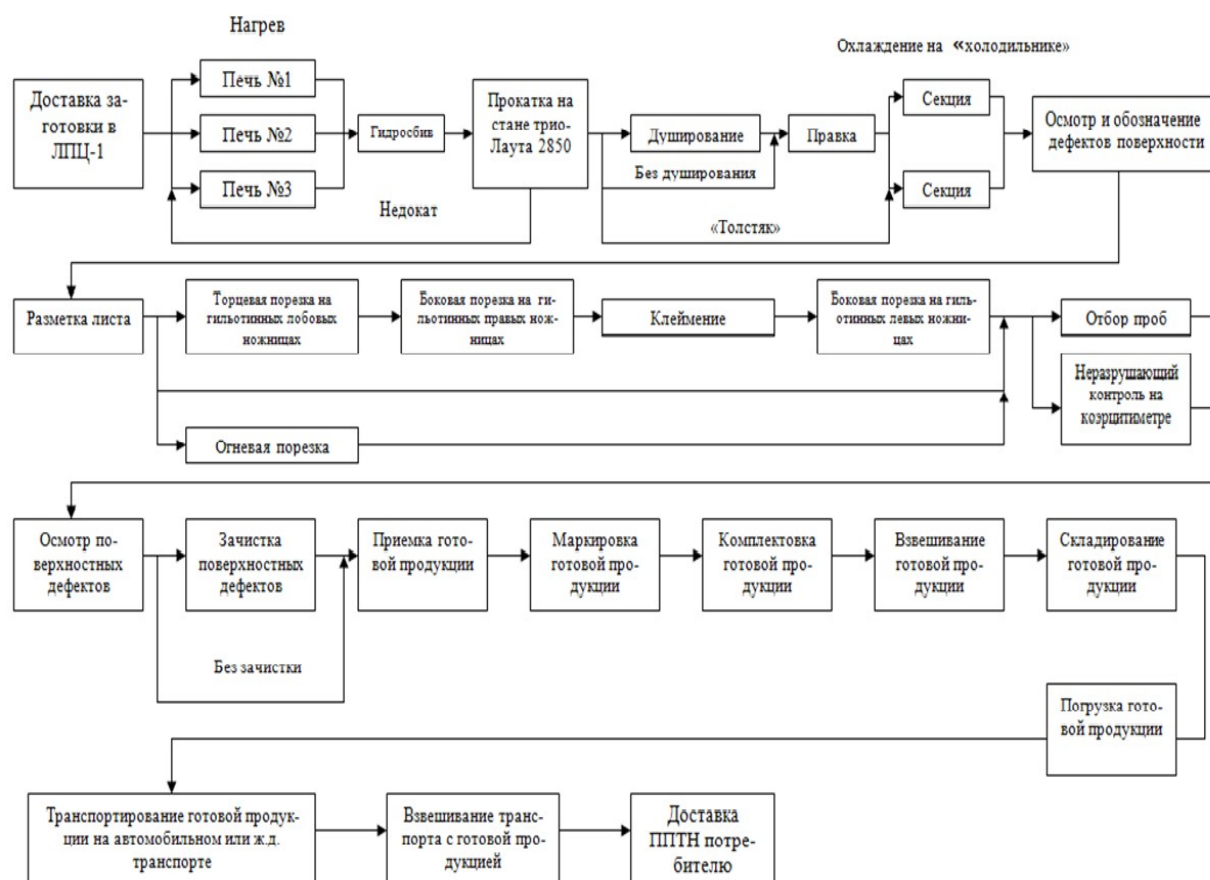 Нагрев
Охлаждение на «холодильнике»
Доставка за-
готовки в
ЛПЦ-1
Печь №1
Печь №2
Печь №3
Гидросбив
Прокатка на
стане трио-
Лаута 2850
Недокат
Душирование
Без душирования
«Толстяк»
Правка
Секция
Секция
Осмотр и обозначение
дефектов поверхности
Разметка листа
Торцевая порезка на
гильотинных лобовых
ножницах
Боковая порезка на ги-
льотинных правых нож-
ницах
Клеймение
Боковая порезка на гиль-
отинных левых ножни-
цах
Отбор проб
Неразрушающий
контроль на
коэрцитиметре
Огневая порезка
Осмотр по-
верхностных
дефектов
Зачистка
поверхностных
дефектов
Без зачистки
Приемка гото-
вой продукции
Маркировка
готовой про-
дукции
Комплектовка
готовой про-
дукции
Взвешивание
готовой про-
дукции
Складирование
готовой про-
дукции
Погрузка гото-
вой продукции
Транспортирование готовой продук-
ции на автомобильном или ж.д.
транспорте
Взвешивание транс-
порта с готовой про-
дукцией
Доставка
ППТН потре-
бителю